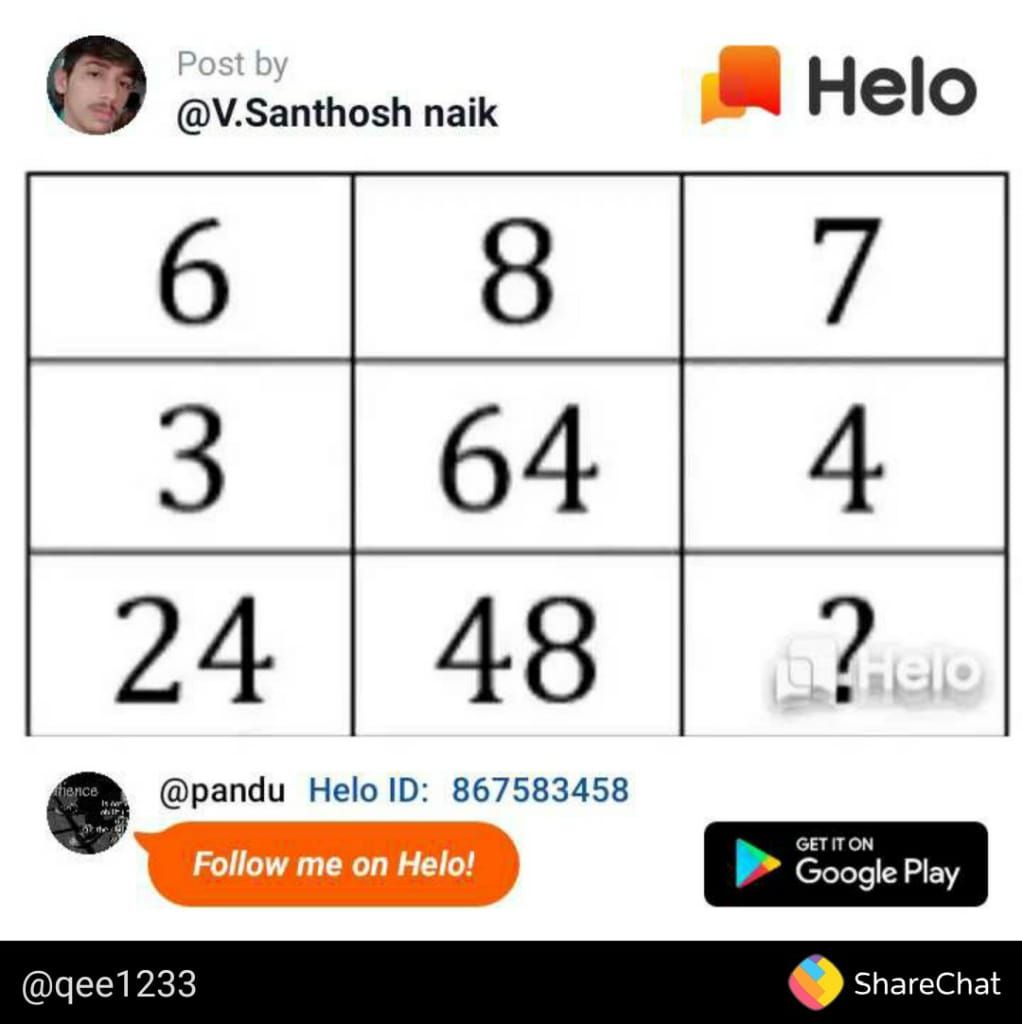 Post by
@V.Santhosh naik
Helo
6 8 7
3 64 4
24 48 ?
Helo
@pandu Helo ID: 867583458
Follow me on Helo!
GET IT ON
Google Play
@qee1233
ShareChat